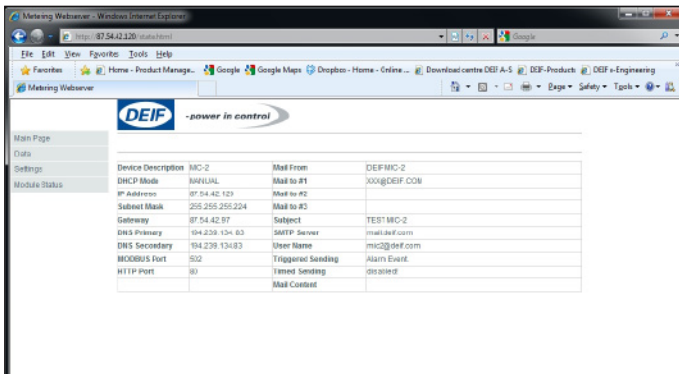 Metering Webserver - Windows Internet Explorer
http://87.54.42.120/stats.html
Google
File Edit View Favorites Tools Help
Favorites Home - Product Manage... Google Google Maps Dropbox - Home - Online ... Download centre DEIF A-S DEIF-Products DEIF e-Engineering
Metering Webserver Page Safety Tools
DEIF -power in control
Main Page
Data
Settings
Module Status
Device Description MIC-2 Mail From DEIFMIC-2
DHCP Mode MANUAL Mail to #1 XXX@DEIF.COM
IP Address Mail to #2
Subnet Mask 255.255.255.224 Mail to #3
Gateway 87.54.42.97 Subject TEST MIC-2
DNS Primary 194.239.134.83 SMTP Server mail.deif.com
DNS Secondary 194.239.134.83 User Name mic2@deif.com
MODBUS Port 502 Triggered Sending Alarm Event
HTTP Port 80 Timed Sending disabled!
Mail Content